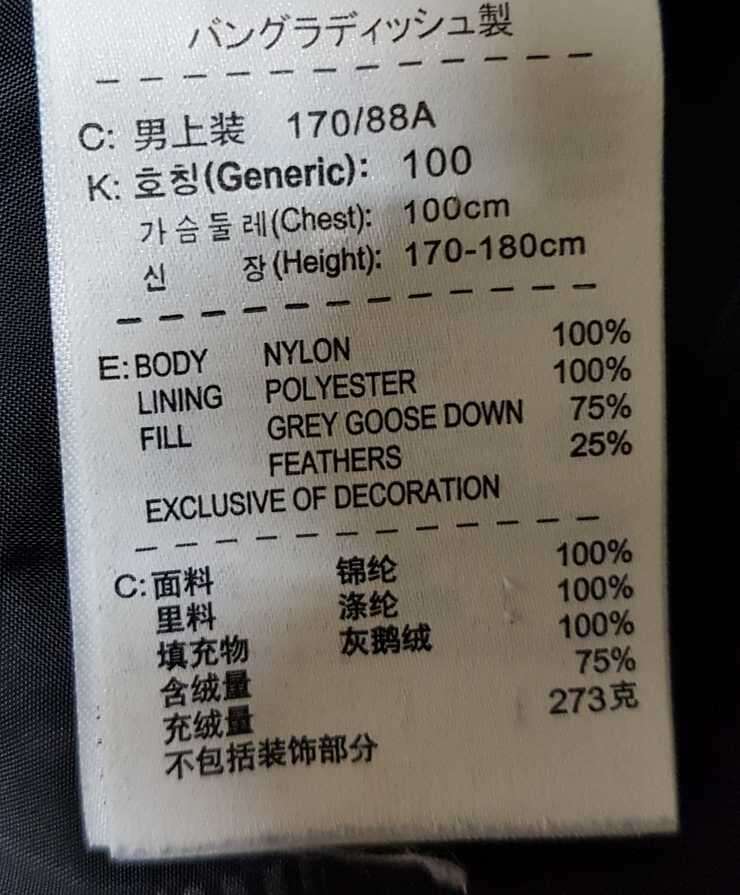 バングラディッシュ製
C: 男上装 170/88A
K: 호칭(Generic): 100
가슴둘레(Chest): 100cm
신 장(Height): 170-180cm
E: BODY NYLON 100%
LINING POLYESTER 100%
FILL GREY GOOSE DOWN 75%
FEATHERS 25%
EXCLUSIVE OF DECORATION
C: 面料 锦纶 100%
里料 涤纶 100%
填充物 灰鹅绒 100%
含绒量 75%
充绒量 273克
不包括装饰部分